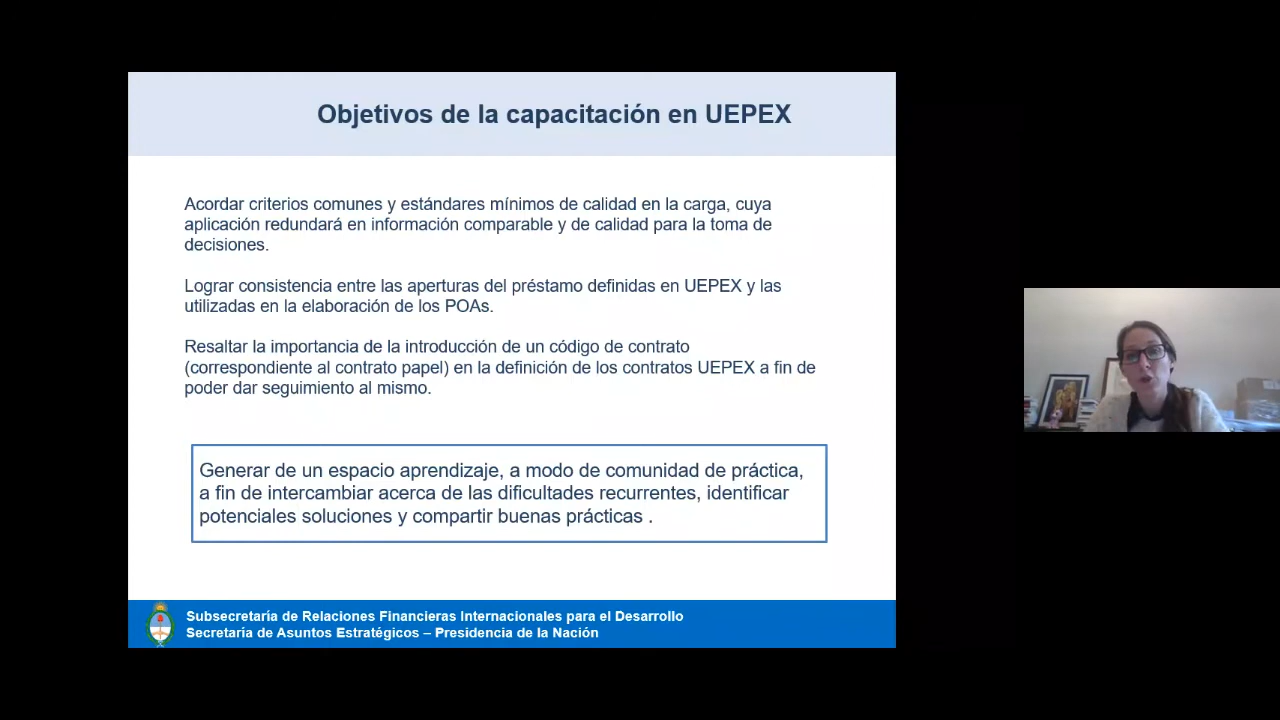 Objetivos de la capacitación en UEPEX
Acordar criterios comunes y estándares mínimos de calidad en la carga, cuya
aplicación redundará en información comparable y de calidad para la toma de
decisiones.
Lograr consistencia entre las aperturas del préstamo definidas en UEPEX y las
utilizadas en la elaboración de los POAs.
Resaltar la importancia de la introducción de un código de contrato
(correspondiente al contrato papel) en la definición de los contratos UEPEX a fin de
poder dar seguimiento al mismo.
Generar de un espacio aprendizaje, a modo de comunidad de práctica,
a fin de intercambiar acerca de las dificultades recurrentes, identificar
potenciales soluciones y compartir buenas prácticas .
Subsecretaría de Relaciones Financieras Internacionales para el Desarrollo
Secretaría de Asuntos Estratégicos – Presidencia de la Nación